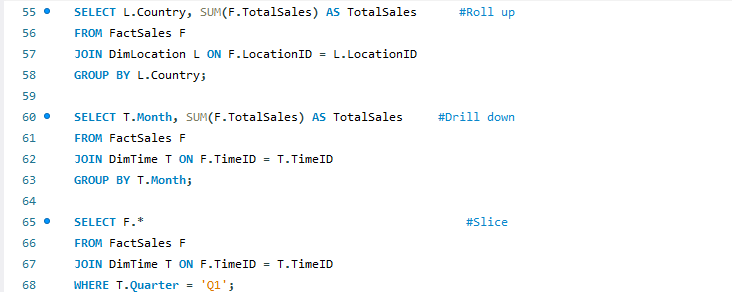 55 SELECT L.Country, SUM(F.TotalSales) AS TotalSales #Roll up
56 FROM FactSales F
57 JOIN DimLocation L ON F.LocationID = L.LocationID
58 GROUP BY L.Country;
59
60 SELECT T.Month, SUM(F.TotalSales) AS TotalSales #Drill down
61 FROM FactSales F
62 JOIN DimTime T ON F.TimeID = T.TimeID
63 GROUP BY T.Month;
64
65 SELECT F.* #Slice
66 FROM FactSales F
67 JOIN DimTime T ON F.TimeID = T.TimeID
68 WHERE T.Quarter = 'Q1';